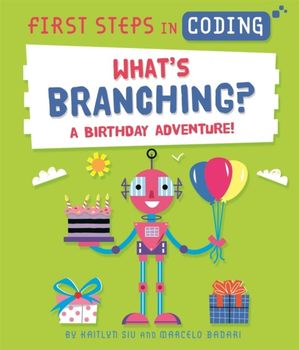 FIRST STEPS IN CODING
WHAT'S
BRANCHING?
A BIRTHDAY ADVENTURE!
BY KAITLYN SIU AND MARCELO BADARI